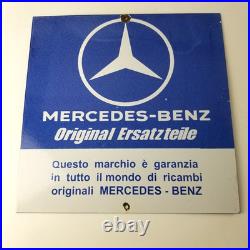 MERCEDES-BENZ
Original Ersatzteile
Questo marchio è garanzia
in tutto il mondo di ricambi
originali MERCEDES - BENZ